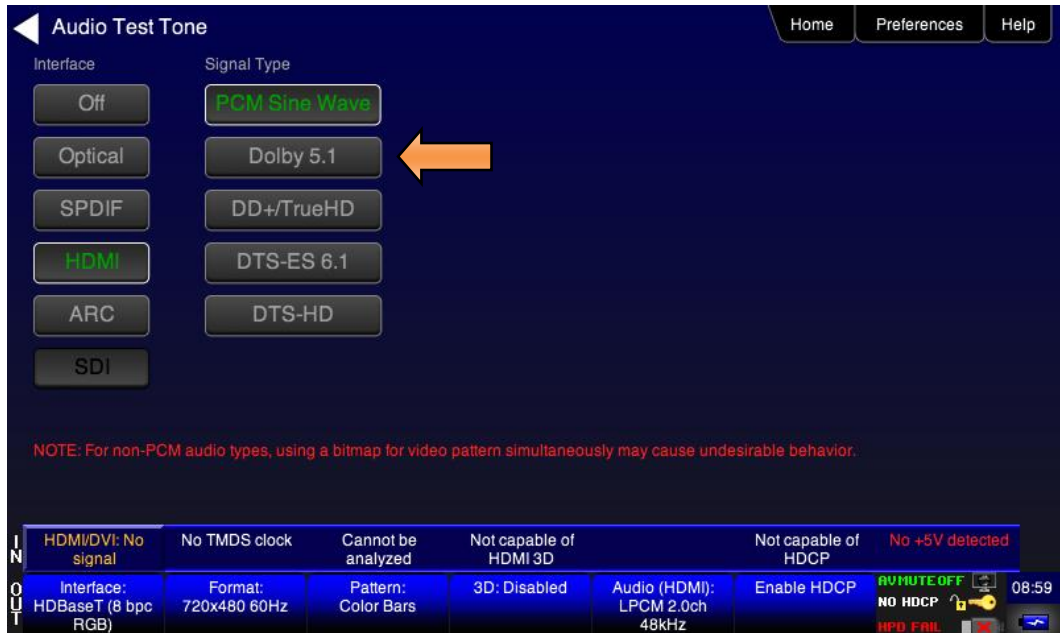 Audio Test Tone
Home
Preferences
Help
Interface
Signal Type
Off
PCM Sine Wave
Optical
Dolby 5.1
SPDIF
DD+/TrueHD
HDMI
DTS-ES 6.1
ARC
DTS-HD
SDI
NOTE: For non-PCM audio types, using a bitmap for video pattern simultaneously may cause undesirable behavior.
IN
HDMI/DVI: No
signal
No TMDS clock
Cannot be
analyzed
Not capable of
HDMI 3D
Not capable of
HDCP
No +5V detected
OUT
Interface:
HDBaseT (8 bpc
RGB)
Format:
720x480 60Hz
Pattern:
Color Bars
3D: Disabled
Audio (HDMI):
LPCM 2.0ch
48kHz
Enable HDCP
AVMUTE OFF
NO HDCP
HPD FAIL
08:59